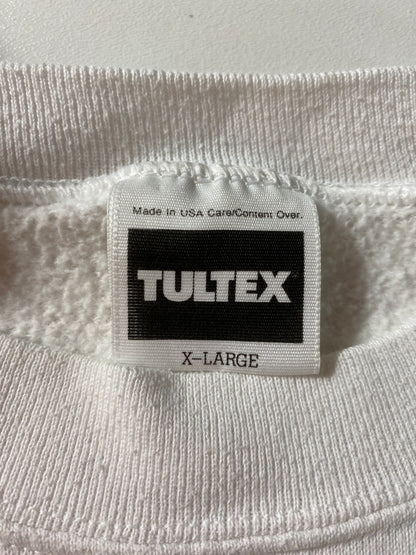 Made in USA Care/Content Over.
TULTEX
X-LARGE